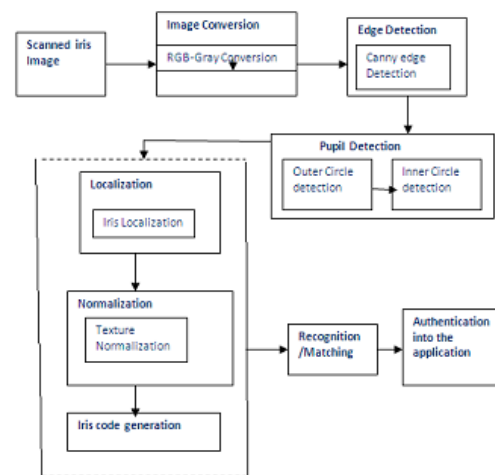 Scanned iris
Image
Image Conversion
RGB-Gray Conversion
Edge Detection
Canny edge
Detection
Pupil Detection
Outer Circle
detection
Inner Circle
detection
Localization
Iris Localization
Normalization
Texture
Normalization
Iris code generation
Recognition
/Matching
Authentication
into the
application